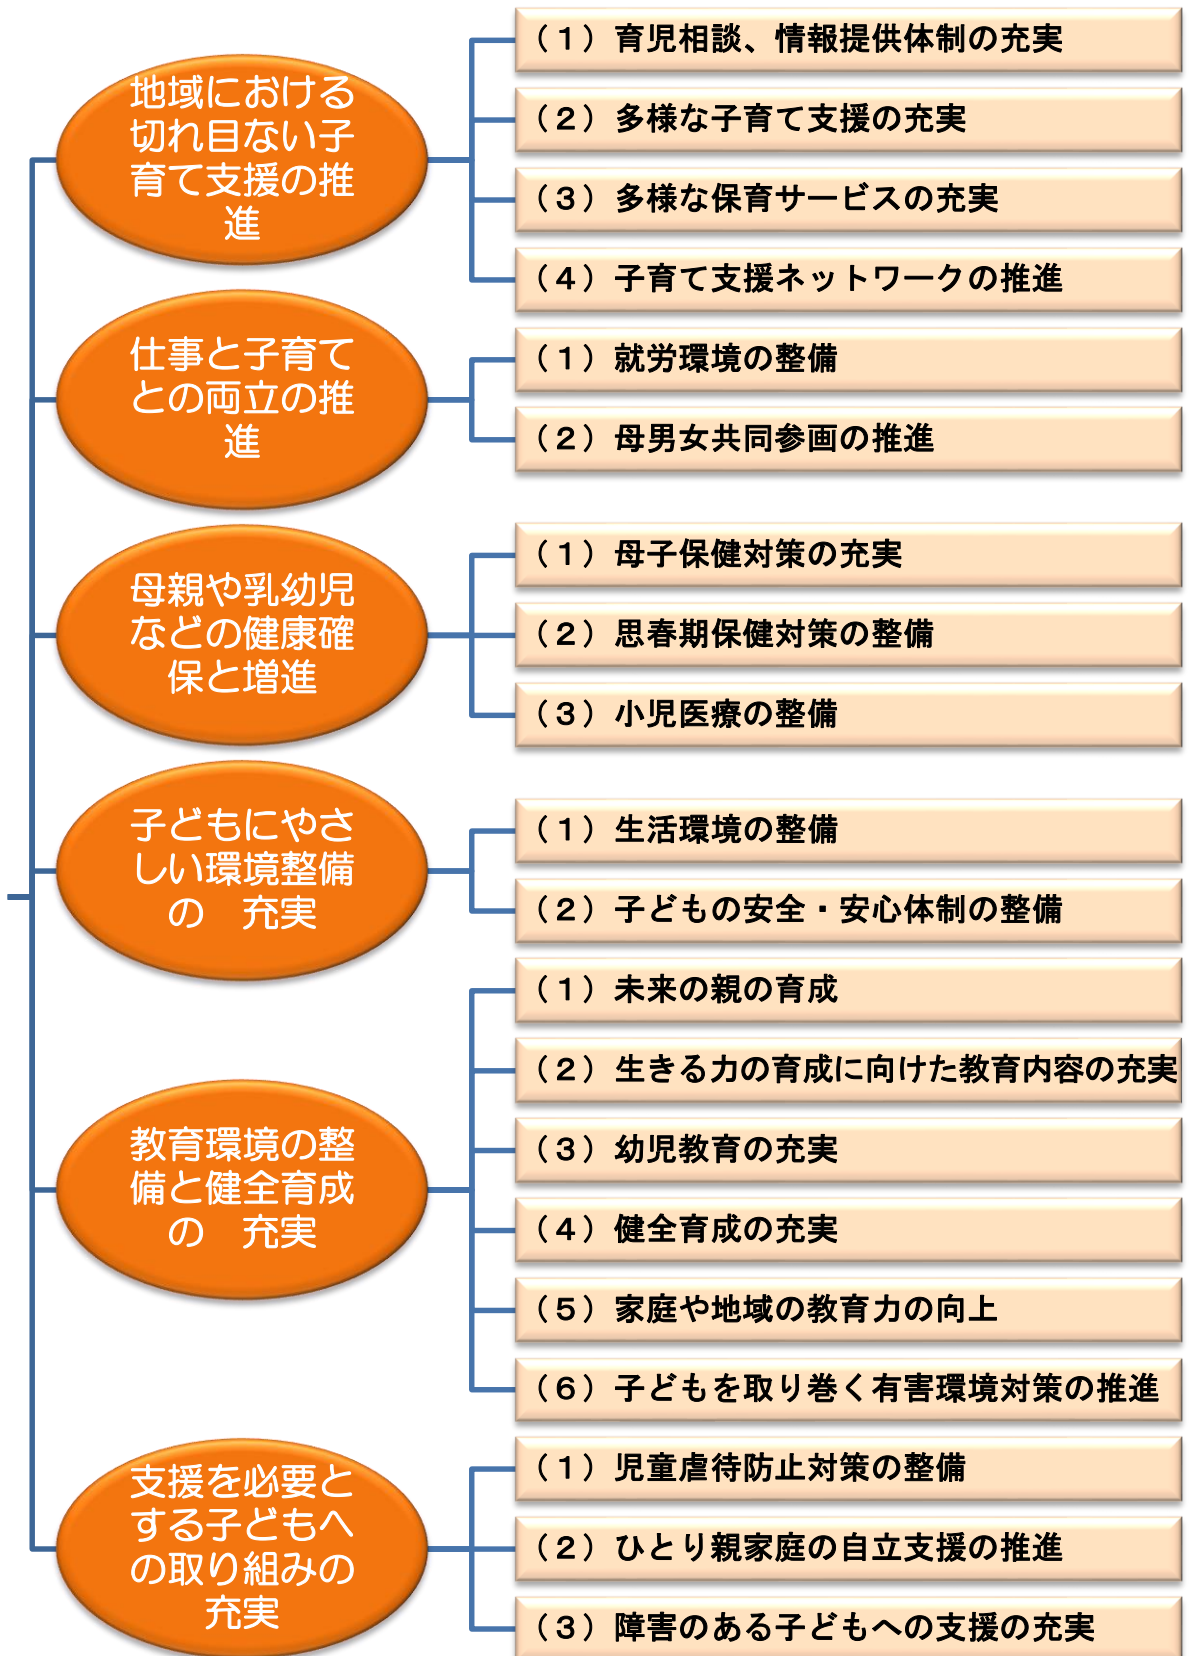 地域における
切れ目ない子
育て支援の推
進
（１）育児相談、情報提供体制の充実
（２）多様な子育て支援の充実
（３）多様な保育サービスの充実
（４）子育て支援ネットワークの推進
仕事と子育て
との両立の推
進
（１）就労環境の整備
（２）母男女共同参画の推進
母親や乳幼児
などの健康確
保と増進
（１）母子保健対策の充実
（２）思春期保健対策の整備
（３）小児医療の整備
子どもにやさ
しい環境整備
の　充実
（１）生活環境の整備
（２）子どもの安全・安心体制の整備
教育環境の整
備と健全育成
の　充実
（１）未来の親の育成
（２）生きる力の育成に向けた教育内容の充実
（３）幼児教育の充実
（４）健全育成の充実
（５）家庭や地域の教育力の向上
（６）子どもを取り巻く有害環境対策の推進
支援を必要と
する子どもへ
の取り組みの
充実
（１）児童虐待防止対策の整備
（２）ひとり親家庭の自立支援の推進
（３）障害のある子どもへの支援の充実